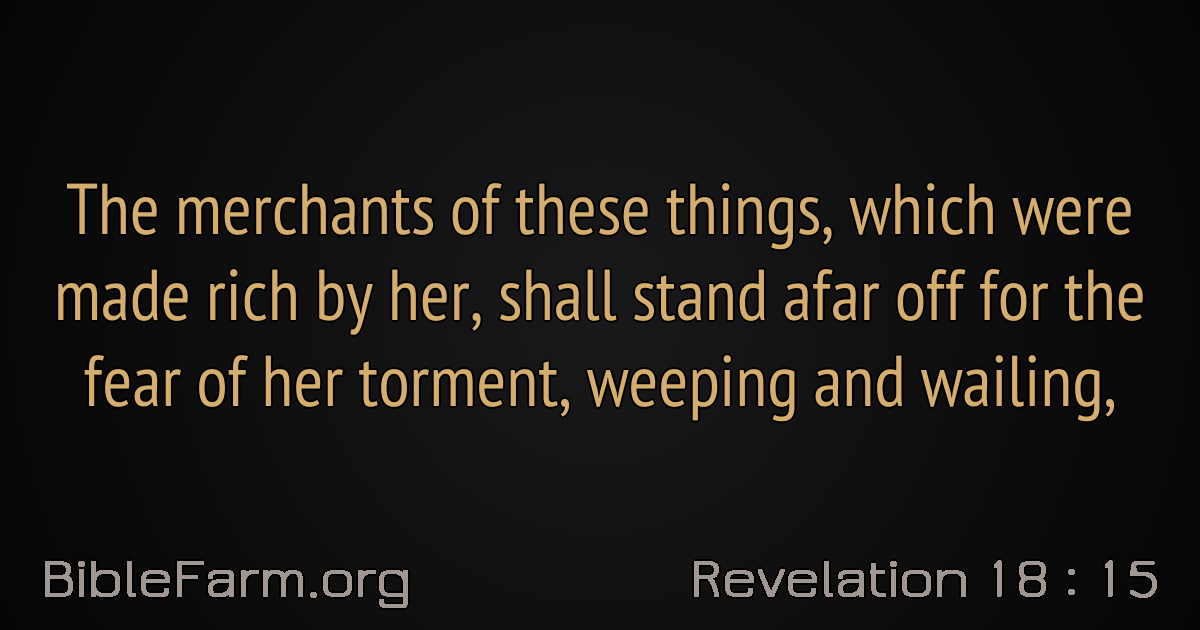 The merchants of these things, which were
made rich by her, shall stand afar off for the
fear of her torment, weeping and wailing,
BibleFarm.org
Revelation 18 : 15